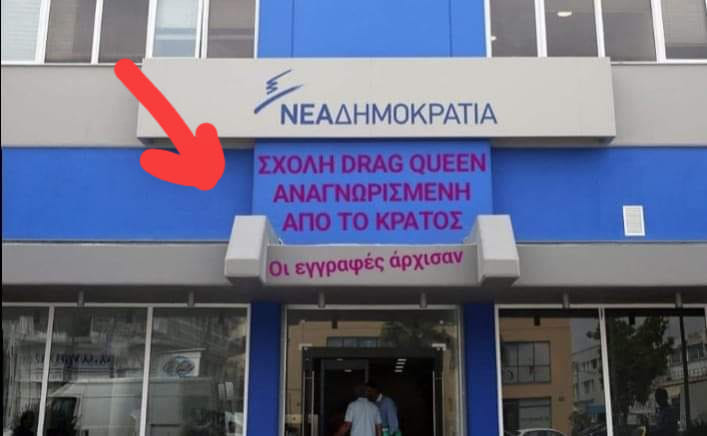 ΝΕΑΔΗΜΟΚΡΑΤΙΑ
ΣΧΟΛΗ DRAG QUEEN
ΑΝΑΓΝΩΡΙΣΜΕΝΗ
ΑΠΟ ΤΟ ΚΡΑΤΟΣ
Οι εγγραφές άρχισαν